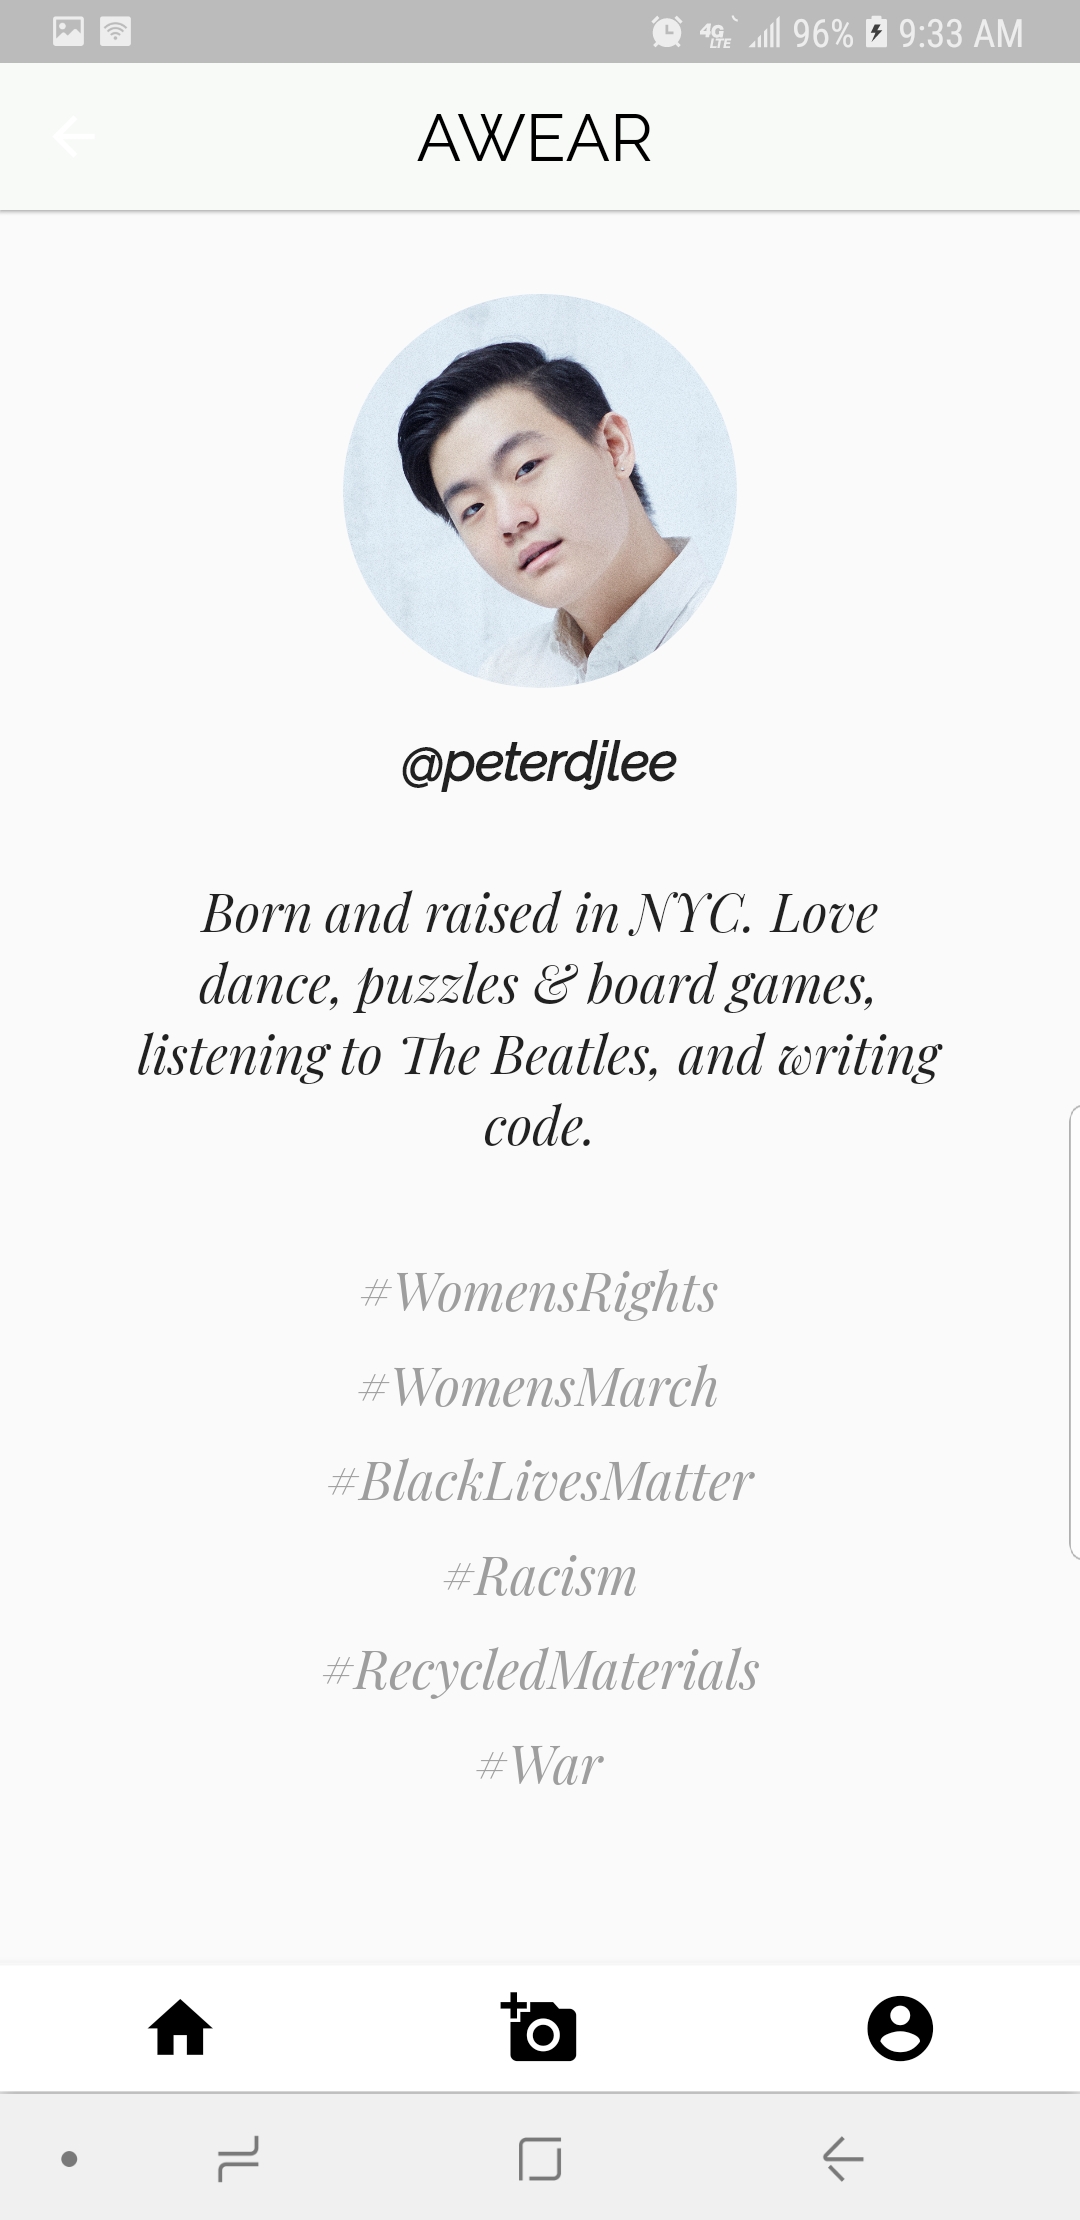 4G LTE 96% 9:33 AM
AWEAR
@peterdjlee
Born and raised in NYC. Love
dance, puzzles & board games,
listening to The Beatles, and writing
code.
#WomensRights
#WomensMarch
#BlackLivesMatter
#Racism
#RecycledMaterials
#War